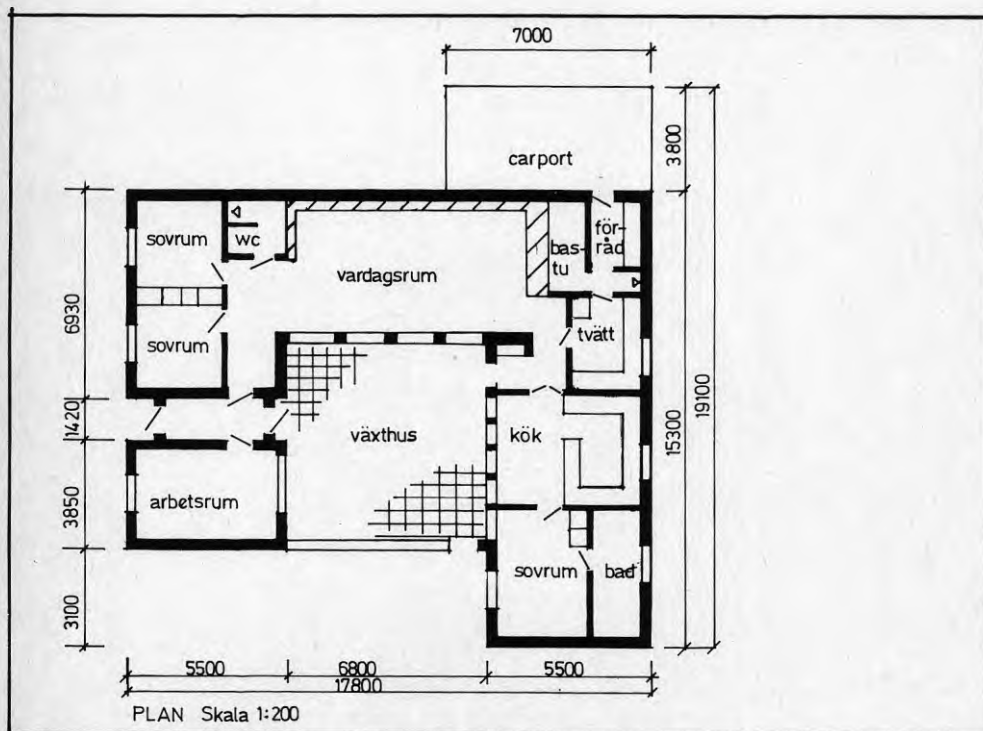 7000
3800
carport
sovrum
wc
vardagsrum
bas-
tu
för-
råd
6930
sovrum
tvätt
1420
växthus
kök
15300
19100
3850
arbetsrum
sovrum
bad
3100
5500
6800
5500
17800
PLAN Skala 1:200